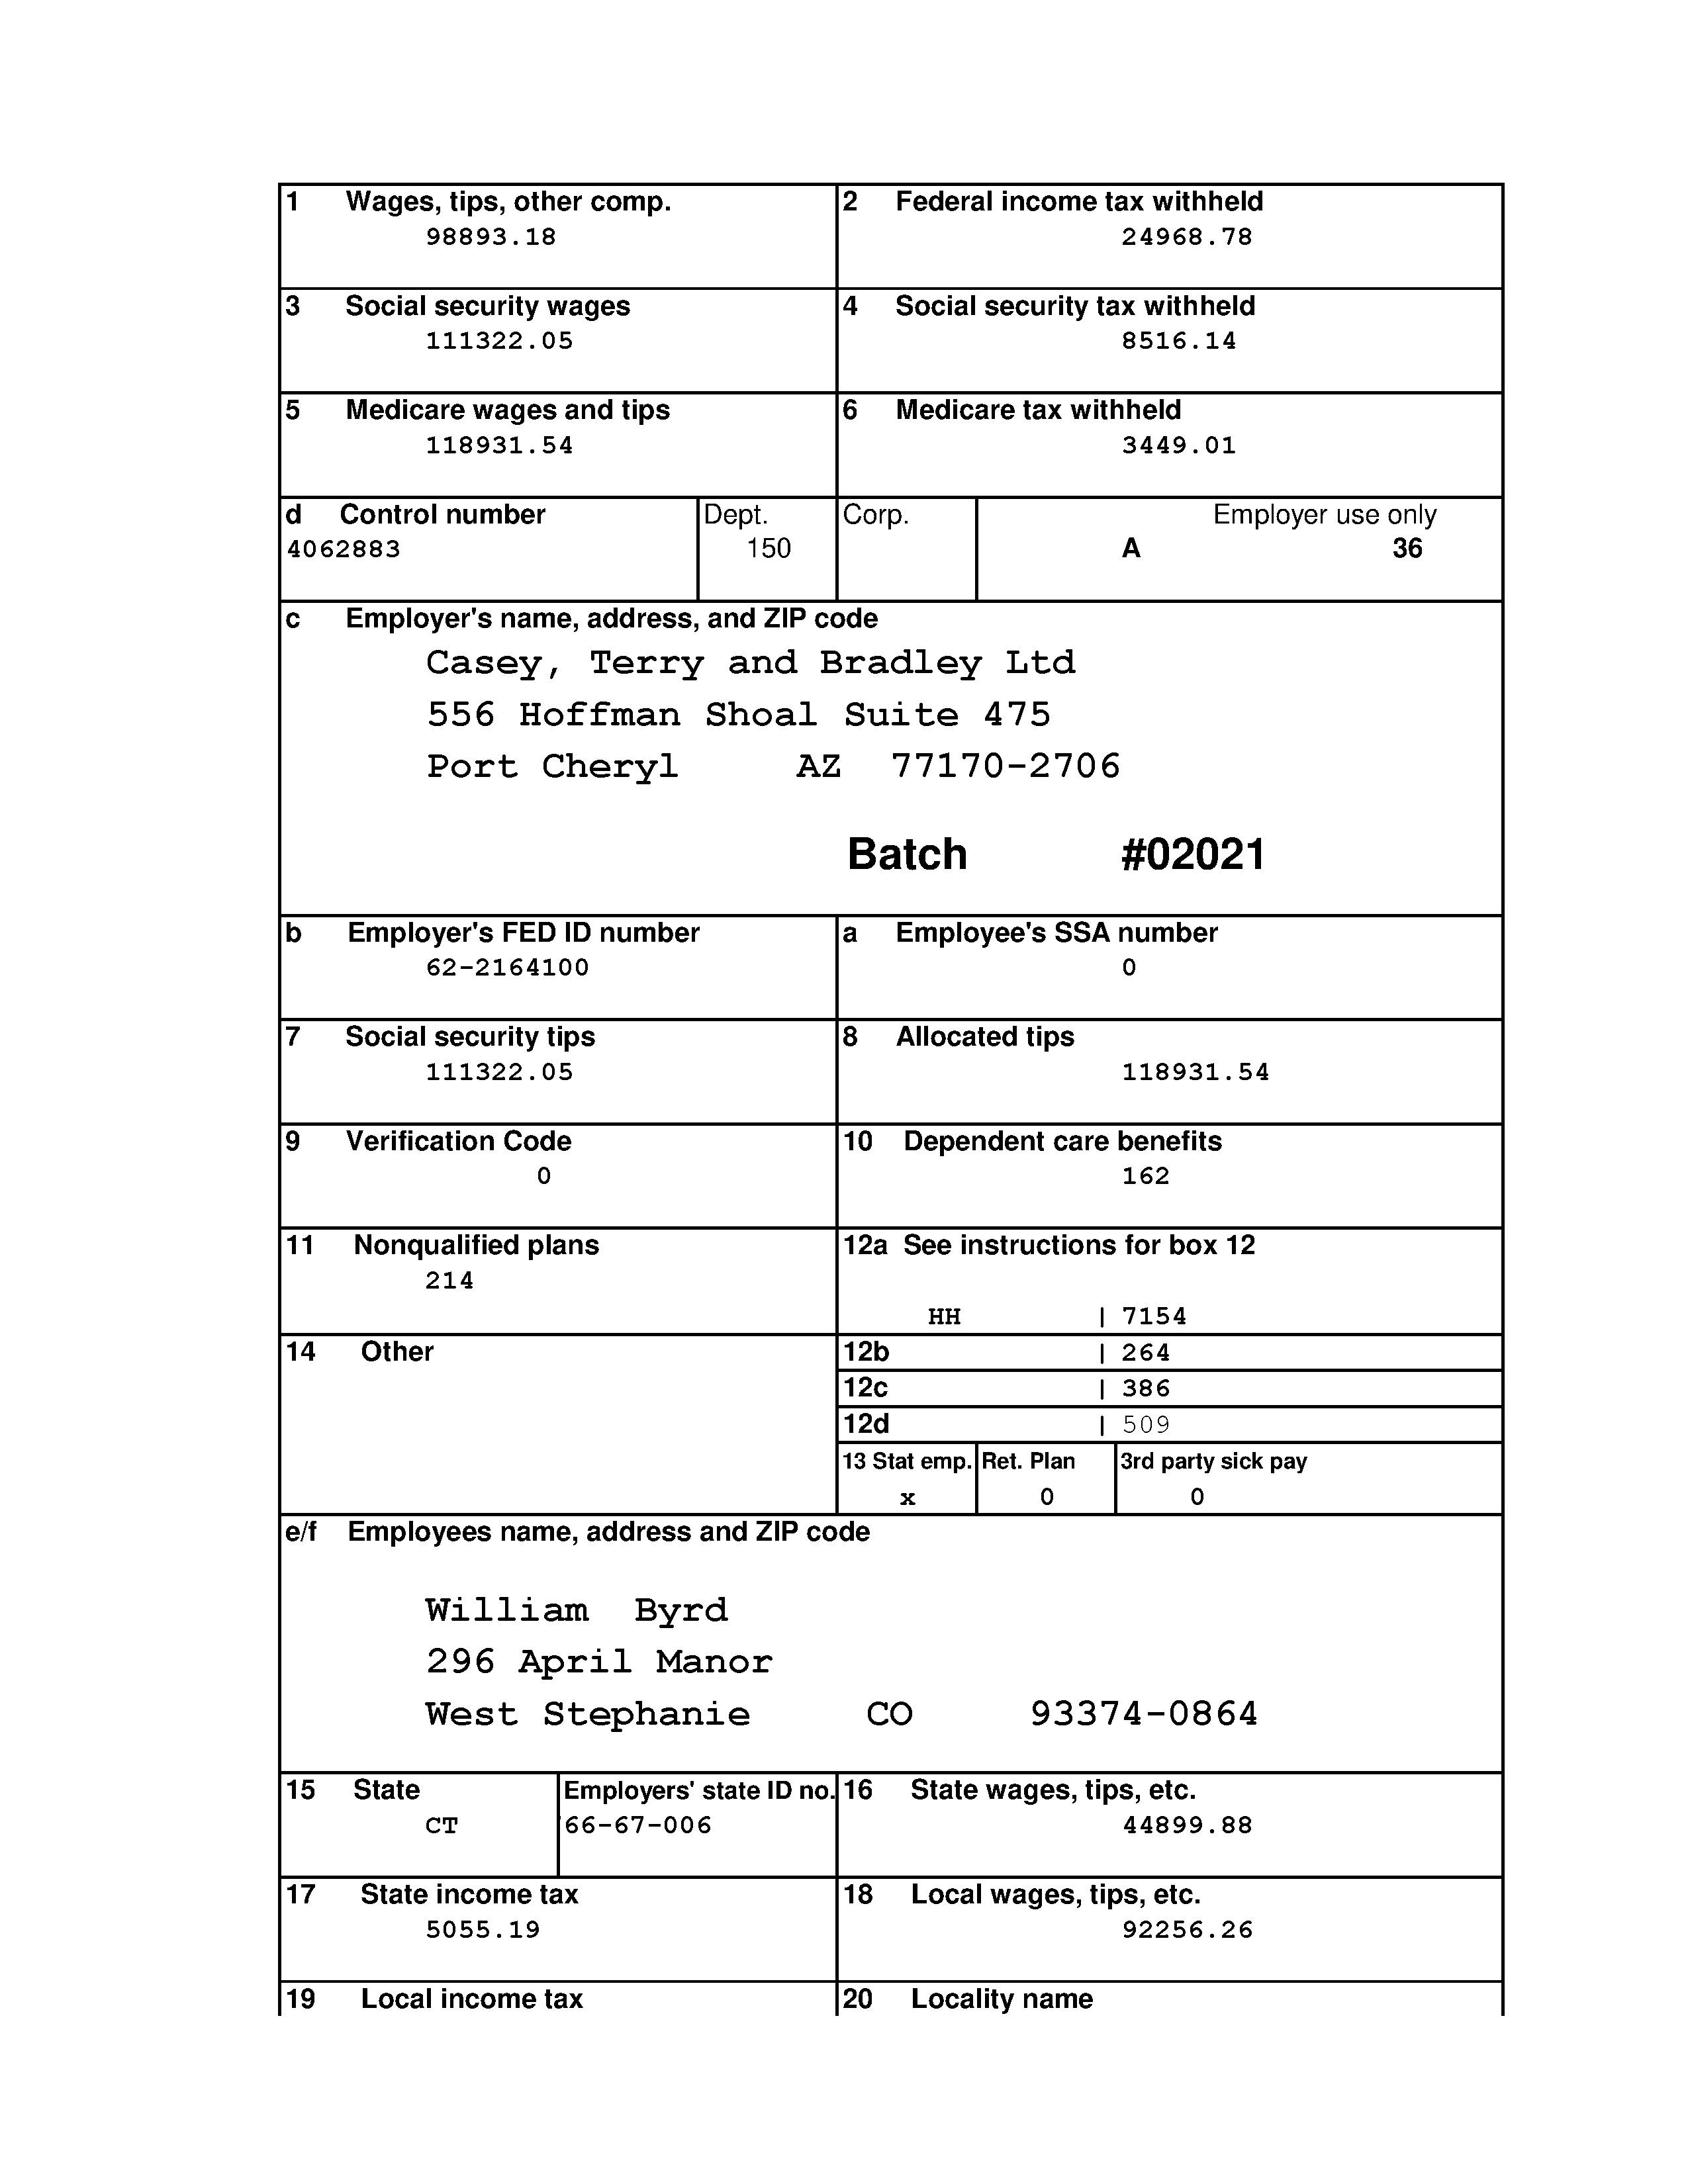 1 Wages, tips, other comp. 2 Federal income tax withheld
98893.18 24968.78
3 Social security wages 4 Social security tax withheld
111322.05 8516.14
5 Medicare wages and tips 6 Medicare tax withheld
118931.54 3449.01
d Control number Dept. Corp. Employer use only
4062883 150 A 36
c Employer's name, address, and ZIP code
Casey, Terry and Bradley Ltd
556 Hoffman Shoal Suite 475
Port Cheryl AZ 77170-2706
Batch #02021
b Employer's FED ID number a Employee's SSA number
62-2164100 0
7 Social security tips 8 Allocated tips
111322.05 118931.54
9 Verification Code 10 Dependent care benefits
0 162
11 Nonqualified plans 12a See instructions for box 12
214
HH | 7154
14 Other 12b | 264
12c | 386
12d | 509
13 Stat emp. Ret. Plan 3rd party sick pay
x 0 0
e/f Employees name, address and ZIP code
William Byrd
296 April Manor
West Stephanie CO 93374-0864
15 State Employers' state ID no. 16 State wages, tips, etc.
CT 66-67-006 44899.88
17 State income tax 18 Local wages, tips, etc.
5055.19 92256.26
19 Local income tax 20 Locality name